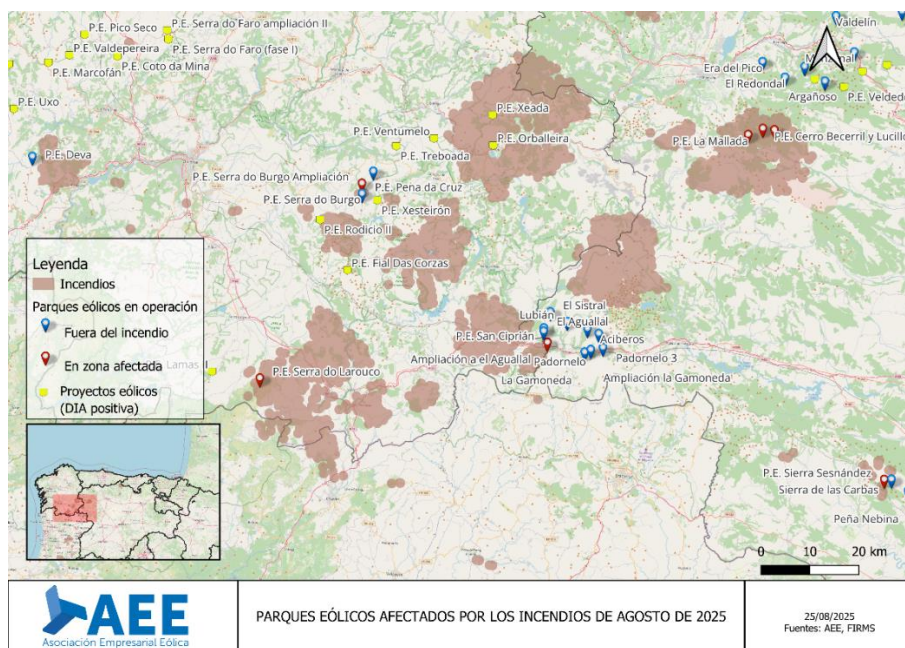 P.E. Pico Seco
P.E. Serra do Faro ampliación II
P.E. Valdepereira
P.E. Serra do Faro (fase I)
P.E. Marcofán
P.E. Coto da Mina
P.E. Uxo
P.E. Deva
P.E. Xeada
P.E. Ventumelo
P.E. Orballeira
P.E. Treboada
P.E. Serra do Burgo Ampliación
P.E. Pena da Cruz
P.E. Serra do Burgo
P.E. Xesteirón
P.E. Rodicio II
P.E. Fial Das Corzas
Valdelín
Era del Pico
El Redondal
Argañoso
P.E. La Mallada
P.E. Cerro Becerril y Lucillo
El Sistral
Lubián
El Aguallal
P.E. San Ciprián
Aciberos
Ampliación a el Aguallal
Padornelo
Padornelo 3
La Gamoneda
Ampliación la Gamoneda
P.E. Serra do Larouco
P.E. Sierra Sesnández
Sierra de las Carbas
Peña Nebina
Leyenda
Incendios
Parques eólicos en operación
Fuera del incendio
En zona afectada
Proyectos eólicos
(DIA positiva)
0 10 20 km
AEE
Asociación Empresarial Eólica
PARQUES EÓLICOS AFECTADOS POR LOS INCENDIOS DE AGOSTO DE 2025
25/08/2025
Fuentes: AEE, FIRMS